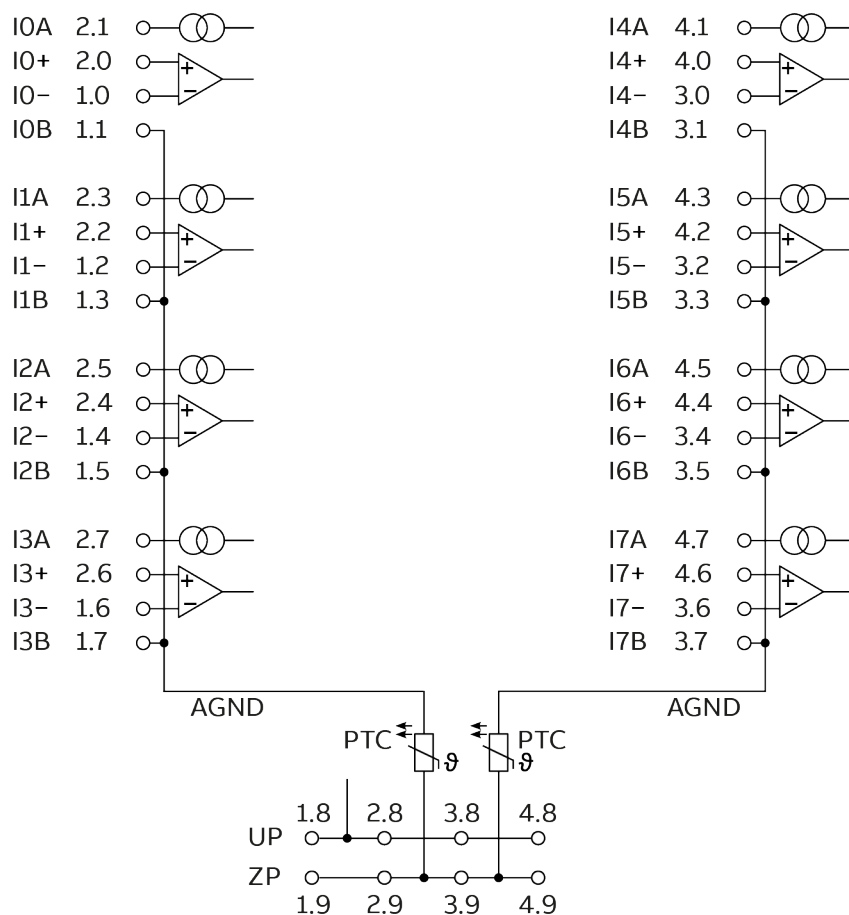 I0A 2.1
I0+ 2.0
I0− 1.0
I0B 1.1
I1A 2.3
I1+ 2.2
I1− 1.2
I1B 1.3
I2A 2.5
I2+ 2.4
I2− 1.4
I2B 1.5
I3A 2.7
I3+ 2.6
I3− 1.6
I3B 1.7
AGND
I4A 4.1
I4+ 4.0
I4− 3.0
I4B 3.1
I5A 4.3
I5+ 4.2
I5− 3.2
I5B 3.3
I6A 4.5
I6+ 4.4
I6− 3.4
I6B 3.5
I7A 4.7
I7+ 4.6
I7− 3.6
I7B 3.7
AGND
PTC ϑ ϑ PTC
1.8 2.8 3.8 4.8
UP
ZP
1.9 2.9 3.9 4.9